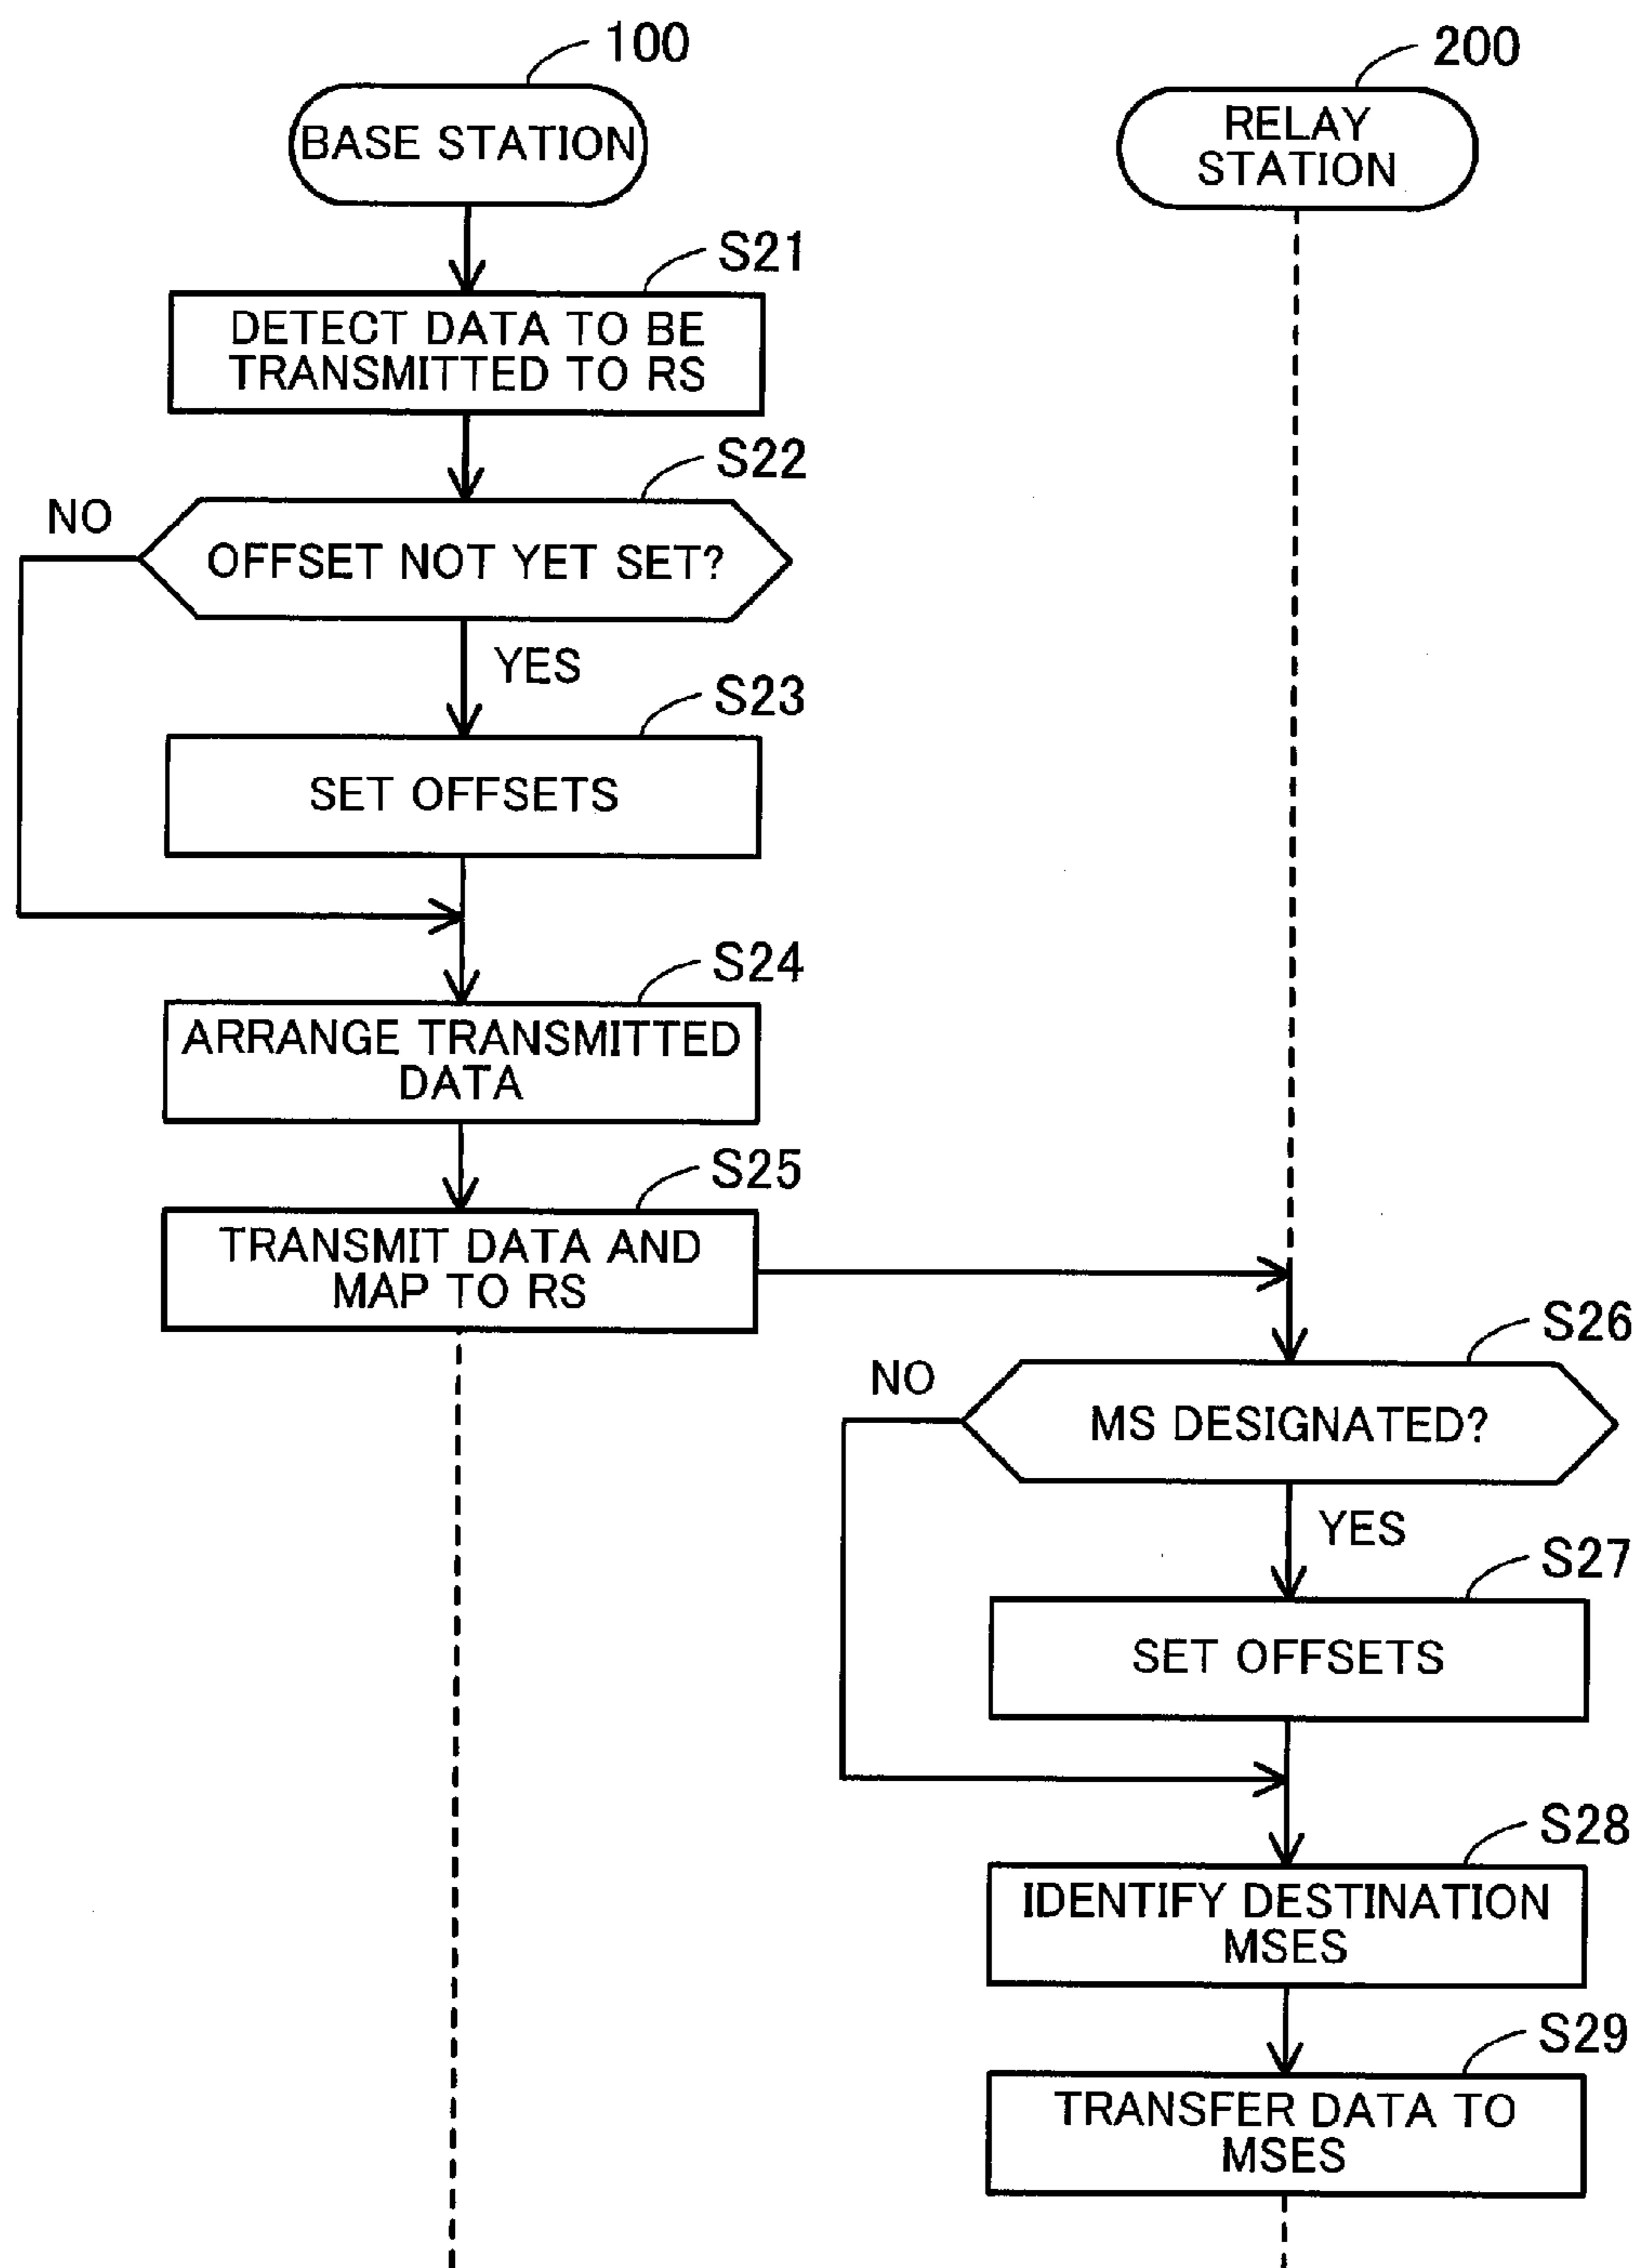 100
BASE STATION
200
RELAY
STATION
S21
DETECT DATA TO BE
TRANSMITTED TO RS
S22
NO
OFFSET NOT YET SET?
YES
S23
SET OFFSETS
S24
ARRANGE TRANSMITTED
DATA
S25
TRANSMIT DATA AND
MAP TO RS
S26
NO
MS DESIGNATED?
YES
S27
SET OFFSETS
S28
IDENTIFY DESTINATION
MSES
S29
TRANSFER DATA TO
MSES